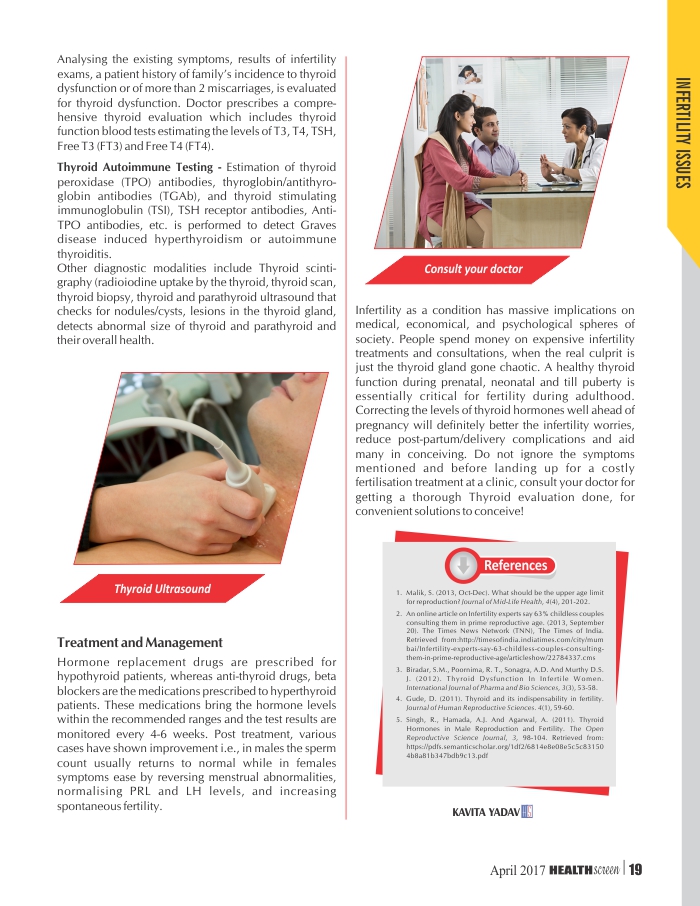 Analysing the existing symptoms, results of infertility
exams, a patient history of family's incidence to thyroid
dysfunction or of more than 2 miscarriages, is evaluated
for thyroid dysfunction. Doctor prescribes a compre-
hensive thyroid evaluation which includes thyroid
function blood tests estimating the levels of T3, T4, TSH,
Free T3 (FT3) and Free T4 (FT4).
Thyroid Autoimmune Testing - Estimation of thyroid
peroxidase (TPO) antibodies, thyroglobin/antithyro-
globin antibodies (TGAb), and thyroid stimulating
immunoglobulin (TSI), TSH receptor antibodies, Anti-
TPO antibodies, etc. is performed to detect Graves
disease induced hyperthyroidism or autoimmune
thyroiditis.
Other diagnostic modalities include Thyroid scinti-
graphy (radioiodine uptake by the thyroid, thyroid scan,
thyroid biopsy, thyroid and parathyroid ultrasound that
checks for nodules/cysts, lesions in the thyroid gland,
detects abnormal size of thyroid and parathyroid and
their overall health.
Thyroid Ultrasound
Treatment and Management
Hormone replacement drugs are prescribed for
hypothyroid patients, whereas anti-thyroid drugs, beta
blockers are the medications prescribed to hyperthyroid
patients. These medications bring the hormone levels
within the recommended ranges and the test results are
monitored every 4-6 weeks. Post treatment, various
cases have shown improvement i.e., in males the sperm
count usually returns to normal while in females
symptoms ease by reversing menstrual abnormalities,
normalising PRL and LH levels, and increasing
spontaneous fertility.
Consult your doctor
Infertility as a condition has massive implications on
medical, economical, and psychological spheres of
society. People spend money on expensive infertility
treatments and consultations, when the real culprit is
just the thyroid gland gone chaotic. A healthy thyroid
function during prenatal, neonatal and till puberty is
essentially critical for fertility during adulthood.
Correcting the levels of thyroid hormones well ahead of
pregnancy will definitely better the infertility worries,
reduce post-partum/delivery complications and aid
many in conceiving. Do not ignore the symptoms
mentioned and before landing up for a costly
fertilisation treatment at a clinic, consult your doctor for
getting a thorough Thyroid evaluation done, for
convenient solutions to conceive!
References
1. Malik, S. (2013, Oct-Dec). What should be the upper age limit
for reproduction? Journal of Mid-Life Health, 4(4), 201-202.
2. An online article on Infertility experts say 63% childless couples
consulting them in prime reproductive age. (2013, September
20). The Times News Network (TNN), The Times of India.
Retrieved from:http://timesofindia.indiatimes.com/city/mum
bai/Infertility-experts-say-63-childless-couples-consulting-
them-in-prime-reproductive-age/articleshow/22784337.cms
3. Biradar, S.M., Poornima, R. T., Sonagra, A.D. And Murthy D.S.
J. (2012). Thyroid Dysfunction In Infertile Women.
International Journal of Pharma and Bio Sciences, 3(3), 53-58.
4. Gude, D. (2011). Thyroid and its indispensability in fertility.
Journal of Human Reproductive Sciences. 4(1), 59-60.
5. Singh, R., Hamada, A.J. And Agarwal, A. (2011). Thyroid
Hormones in Male Reproduction and Fertility. The Open
Reproductive Science Journal, 3, 98-104. Retrieved from:
https://pdfs.semanticscholar.org/1df2/6814e8e08e5c5c83150
4b8a81b347bdb9c13.pdf
KAVITA YADAV
INFERTILITY ISSUES
April 2017 HEALTHscreen | 19